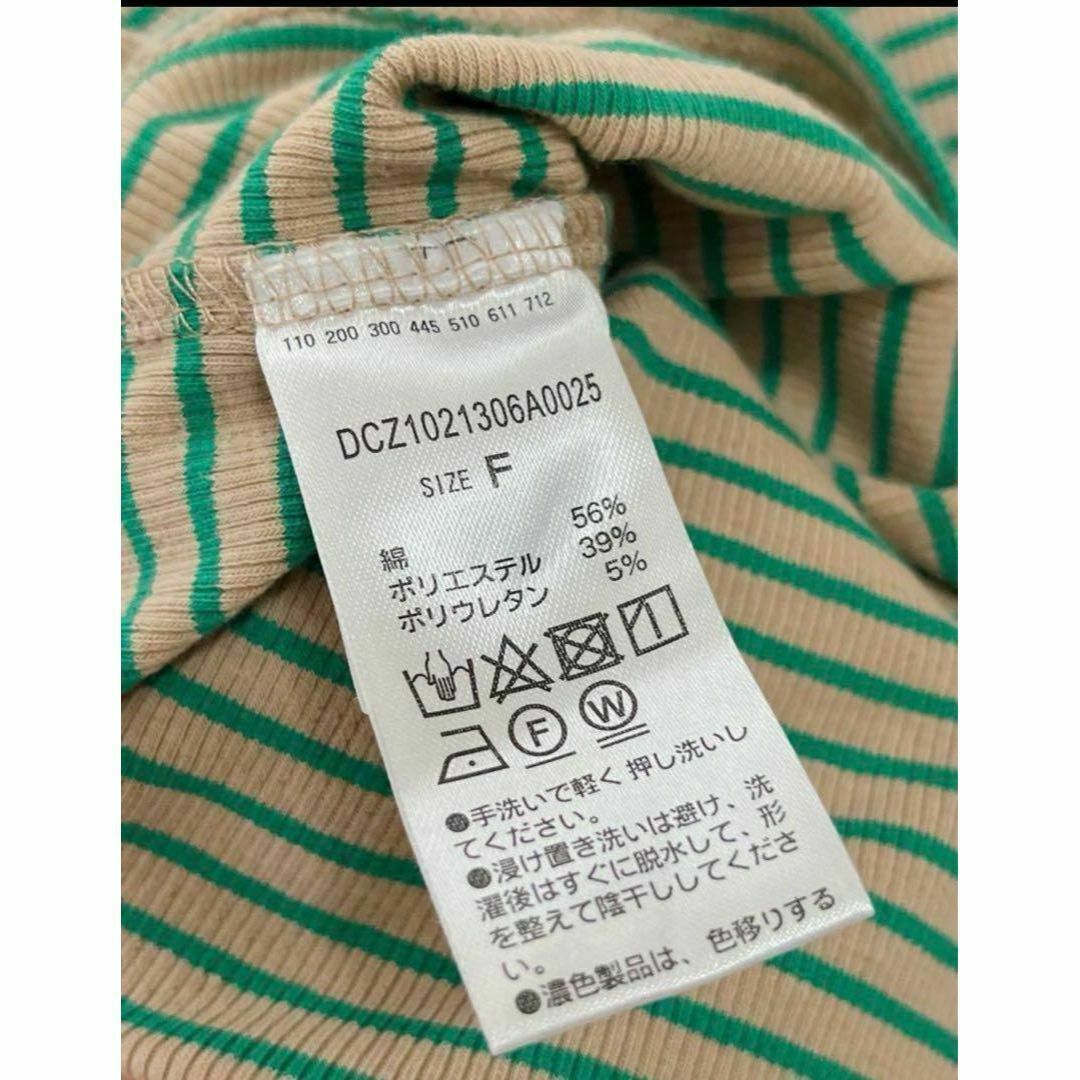 110 200 300 445 510 611 712
DCZ1021306A0025
SIZE F
綿 56%
ポリエステル 39%
ポリウレタン 5%
F W
●手洗いで軽く押し洗いし
てください。
●浸け置き洗いは避け、洗
濯後はすぐに脱水して、形
を整えて陰干ししてくださ
い。
●濃色製品は、色移りする